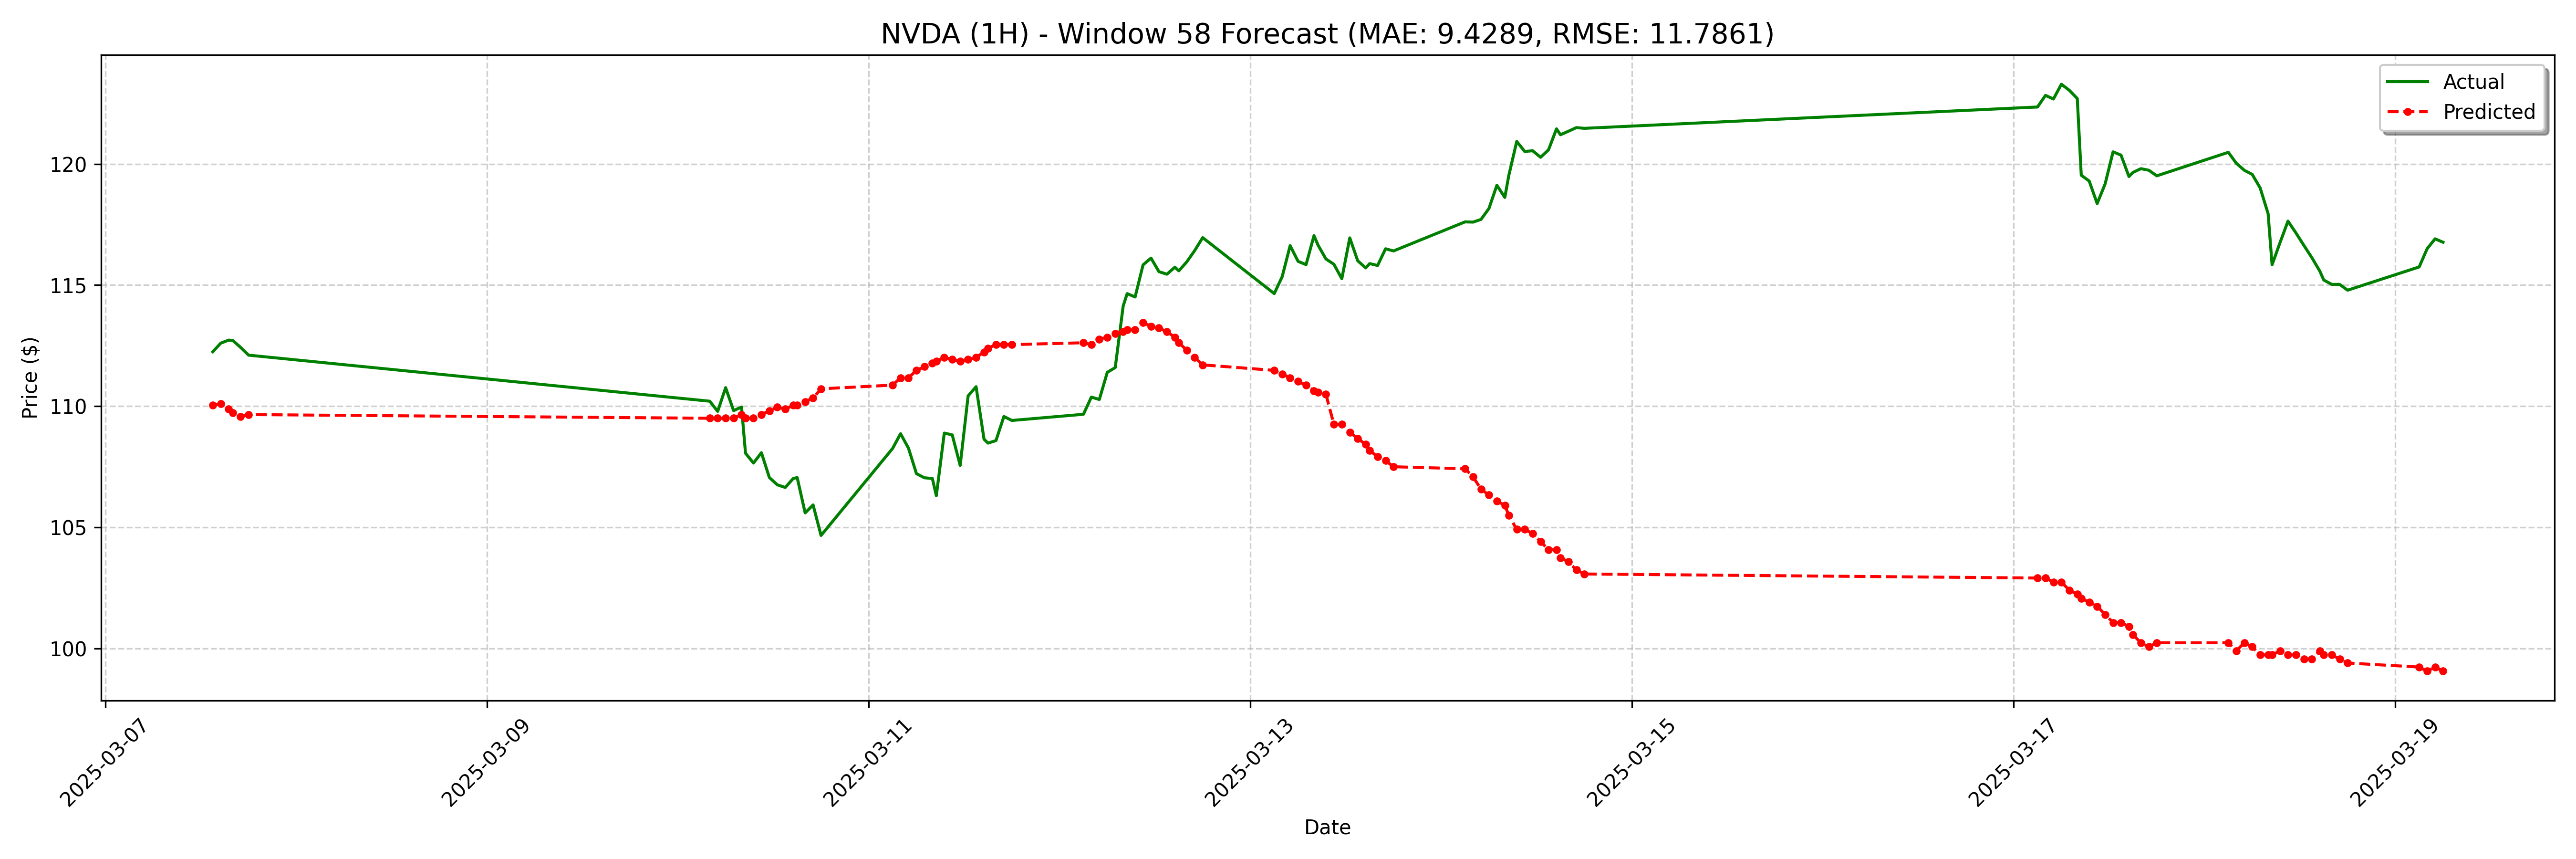 NVDA (1H) - Window 58 Forecast (MAE: 9.4289, RMSE: 11.7861)
Actual
Predicted
Price ($)
120
115
110
105
100
2025-03-07
2025-03-09
2025-03-11
2025-03-13
2025-03-15
2025-03-17
2025-03-19
Date